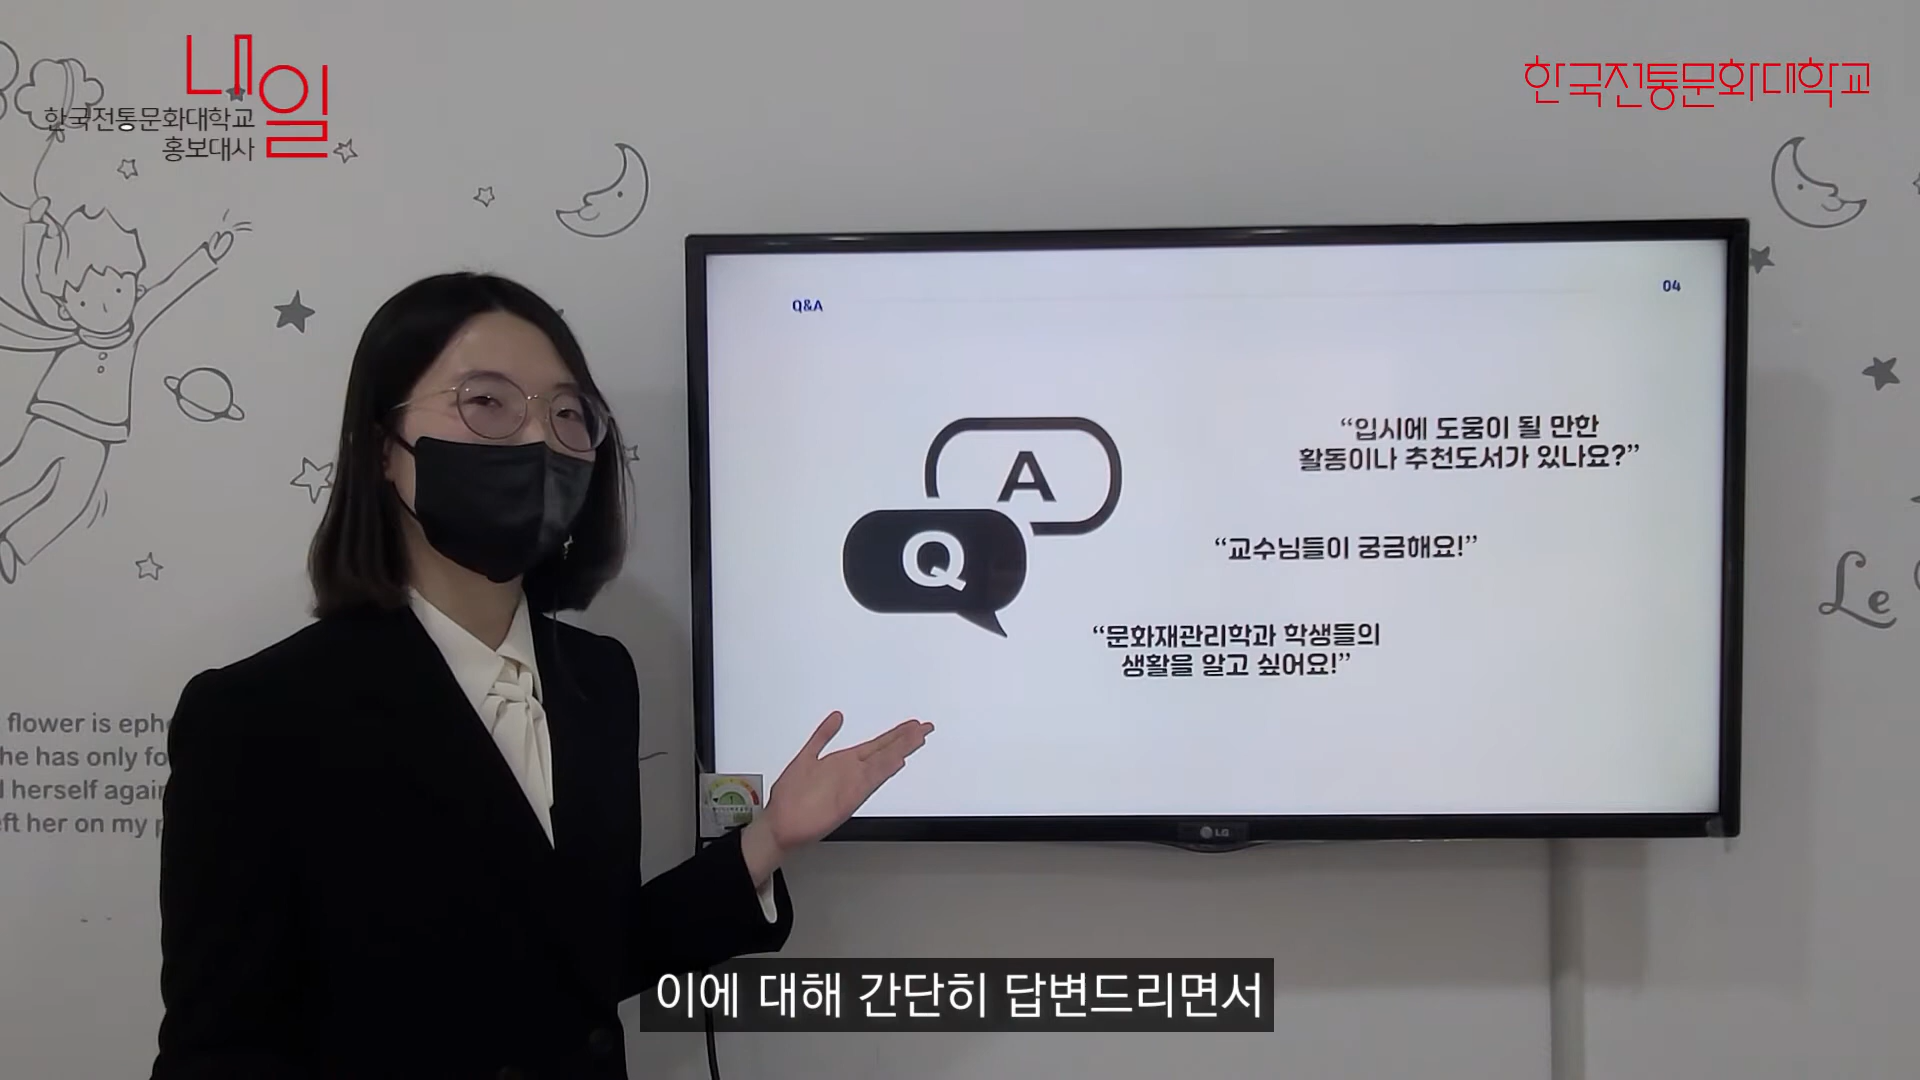 내일
한국전통문화대학교
홍보대사
한국전통문화대학교
Q&A
04
A
Q
“입시에 도움이 될 만한
활동이나 추천도서가 있나요?”
“교수님들이 궁금해요!”
“문화재관리학과 학생들의
생활을 알고 싶어요!”
Le
flower is
he has only
herself
her on my
LG
이에 대해 간단히 답변드리면서